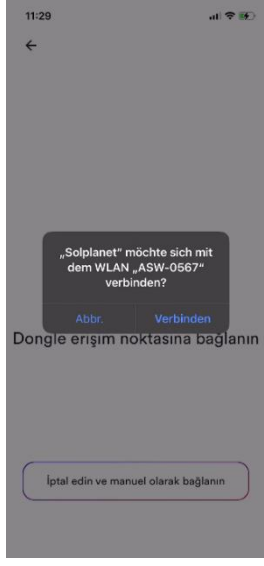 11:29
„Solplanet“ möchte sich mit
dem WLAN „ASW-0567“
verbinden?
Abbr.
Verbinden
Dongle erişim noktasına bağlanın
İptal edin ve manuel olarak bağlanın